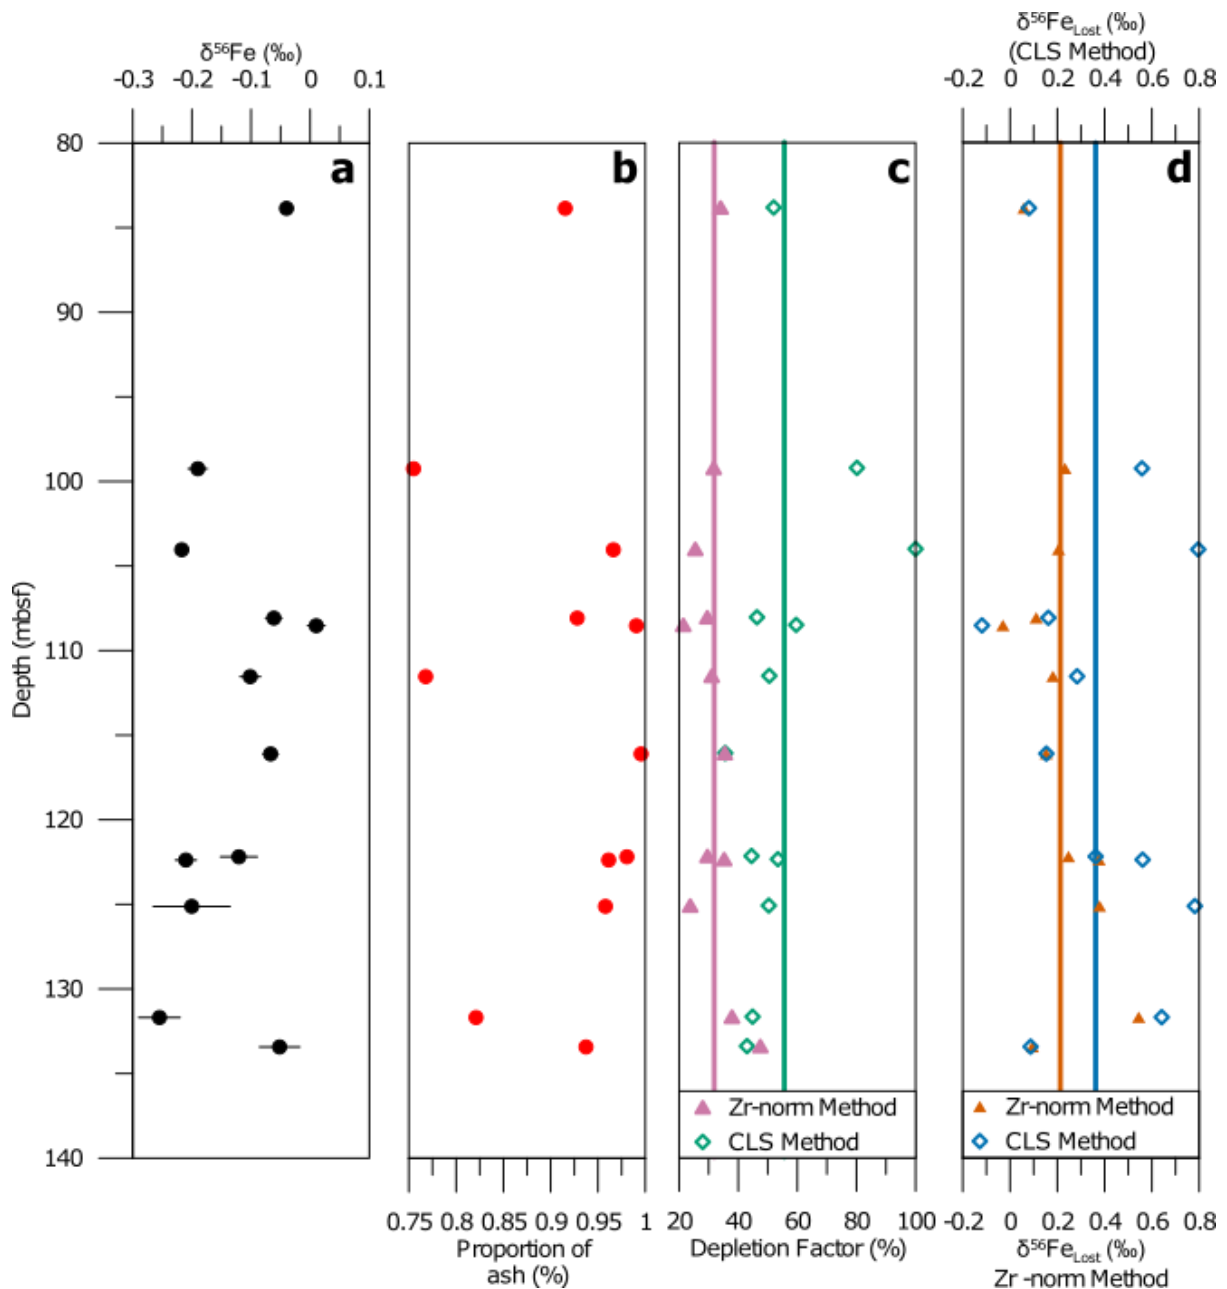 δ⁵⁶Fe (‰)
-0.3 -0.2 -0.1 0 0.1
δ⁵⁶Fe_Lost (‰)
(CLS Method)
-0.2 0 0.2 0.4 0.6 0.8
a
b
c
d
Depth (mbsf)
80
90
100
110
120
130
140
Zr-norm Method
CLS Method
Zr-norm Method
CLS Method
0.75 0.8 0.85 0.9 0.95 1
Proportion of
ash (%)
20 40 60 80 100
Depletion Factor (%)
-0.2 0 0.2 0.4 0.6 0.8
δ⁵⁶Fe_Lost (‰)
Zr -norm Method